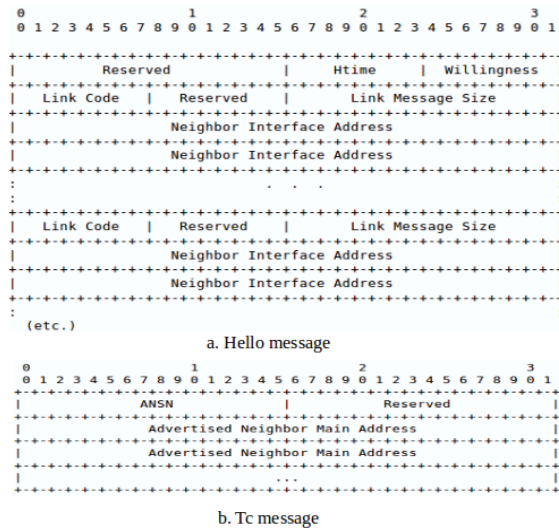 0 1 2 3
0 1 2 3 4 5 6 7 8 9 0 1 2 3 4 5 6 7 8 9 0 1 2 3 4 5 6 7 8 9 0 1
+-+-+-+-+-+-+-+-+-+-+-+-+-+-+-+-+-+-+-+-+-+-+-+-+-+-+-+-+-+-+-+-
| Reserved | Htime | Willingness
+-+-+-+-+-+-+-+-+-+-+-+-+-+-+-+-+-+-+-+-+-+-+-+-+-+-+-+-+-+-+-+-
| Link Code | Reserved | Link Message Size
+-+-+-+-+-+-+-+-+-+-+-+-+-+-+-+-+-+-+-+-+-+-+-+-+-+-+-+-+-+-+-+-
| Neighbor Interface Address
+-+-+-+-+-+-+-+-+-+-+-+-+-+-+-+-+-+-+-+-+-+-+-+-+-+-+-+-+-+-+-+-
| Neighbor Interface Address
+-+-+-+-+-+-+-+-+-+-+-+-+-+-+-+-+-+-+-+-+-+-+-+-+-+-+-+-+-+-+-+-
: . . .
:
+-+-+-+-+-+-+-+-+-+-+-+-+-+-+-+-+-+-+-+-+-+-+-+-+-+-+-+-+-+-+-+-
| Link Code | Reserved | Link Message Size
+-+-+-+-+-+-+-+-+-+-+-+-+-+-+-+-+-+-+-+-+-+-+-+-+-+-+-+-+-+-+-+-
| Neighbor Interface Address
+-+-+-+-+-+-+-+-+-+-+-+-+-+-+-+-+-+-+-+-+-+-+-+-+-+-+-+-+-+-+-+-
| Neighbor Interface Address
+-+-+-+-+-+-+-+-+-+-+-+-+-+-+-+-+-+-+-+-+-+-+-+-+-+-+-+-+-+-+-+-
:
(etc.)
a. Hello message
0 1 2 3
0 1 2 3 4 5 6 7 8 9 0 1 2 3 4 5 6 7 8 9 0 1 2 3 4 5 6 7 8 9 0 1
+-+-+-+-+-+-+-+-+-+-+-+-+-+-+-+-+-+-+-+-+-+-+-+-+-+-+-+-+-+-+-+-+
| ANSN | Reserved |
+-+-+-+-+-+-+-+-+-+-+-+-+-+-+-+-+-+-+-+-+-+-+-+-+-+-+-+-+-+-+-+-+
| Advertised Neighbor Main Address |
+-+-+-+-+-+-+-+-+-+-+-+-+-+-+-+-+-+-+-+-+-+-+-+-+-+-+-+-+-+-+-+-+
| Advertised Neighbor Main Address |
+-+-+-+-+-+-+-+-+-+-+-+-+-+-+-+-+-+-+-+-+-+-+-+-+-+-+-+-+-+-+-+-+
| ... |
+-+-+-+-+-+-+-+-+-+-+-+-+-+-+-+-+-+-+-+-+-+-+-+-+-+-+-+-+-+-+-+-+
b. Tc message